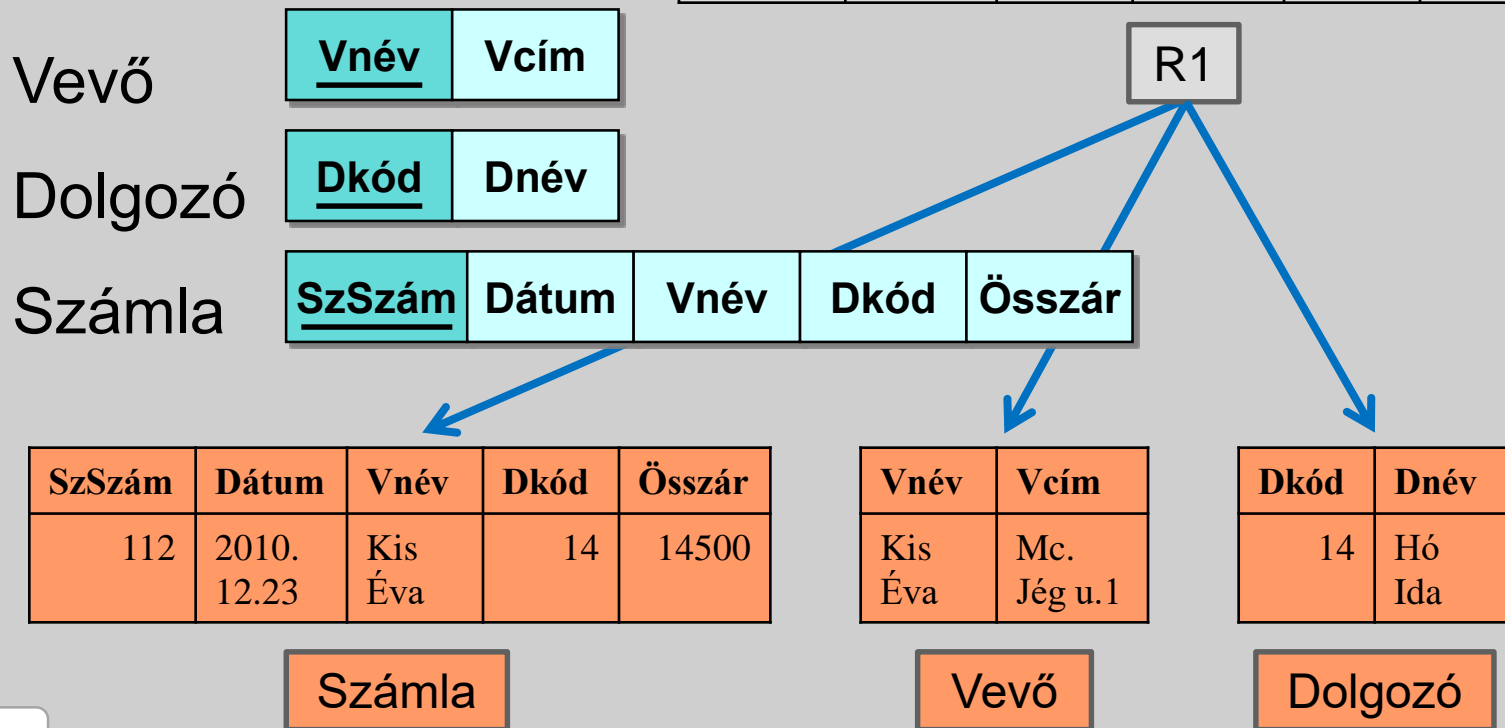 Vevő
Vnév Vcím
R1
Dolgozó
Dkód Dnév
Számla
SzSzám Dátum Vnév Dkód Összár
SzSzám Dátum Vnév Dkód Összár
112 2010. Kis 14 14500
12.23 Éva
Vnév Vcím
Kis Mc.
Éva Jég u.1
Dkód Dnév
14 Hó
Ida
Számla
Vevő
Dolgozó